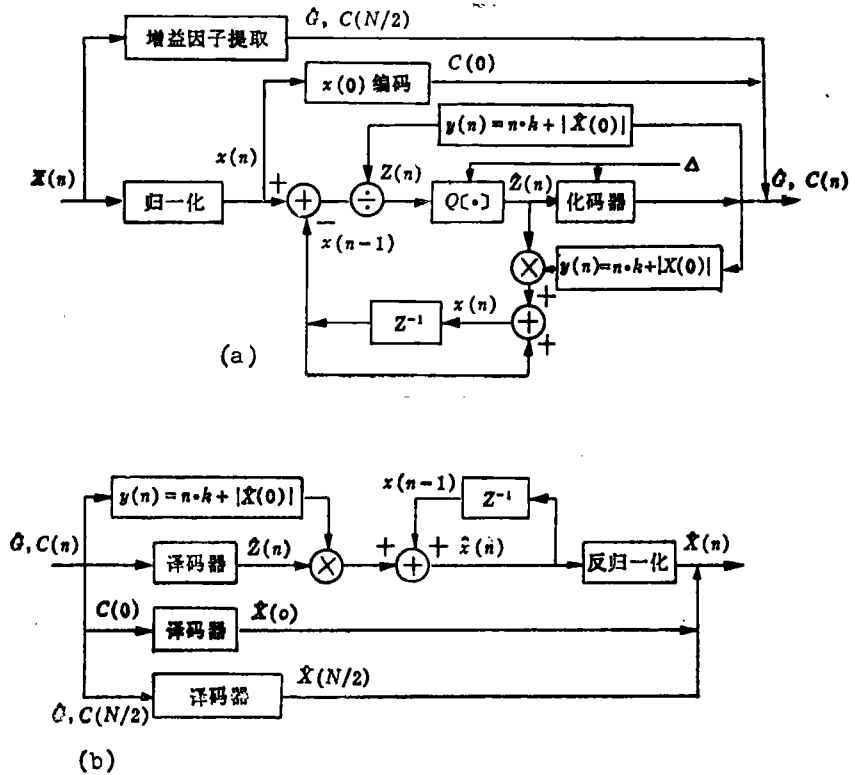 Ĝ, C(N/2)
增益因子提取
C(0)
x(0) 编码
y(n)=n•k+|X̂(0)|
x(n)
Z(n)
Ẑ(n)
Δ
X(n)
归一化
+
+
−
÷
Q[•]
化码器
Ĝ, C(n)
x(n−1)
×
y(n)=n•k+|X(0)|
+
x(n)
Z⁻¹
+
+
(a)
x(n−1)
Z⁻¹
y(n)=n•k+|X̂(0)|
Ĝ, C(n)
译码器
Ẑ(n)
×
+
+
+
x̂(n)
反归一化
X̂(n)
C(0)
译码器
X̂(o)
译码器
X̂(N/2)
Ĝ, C(N/2)
(b)